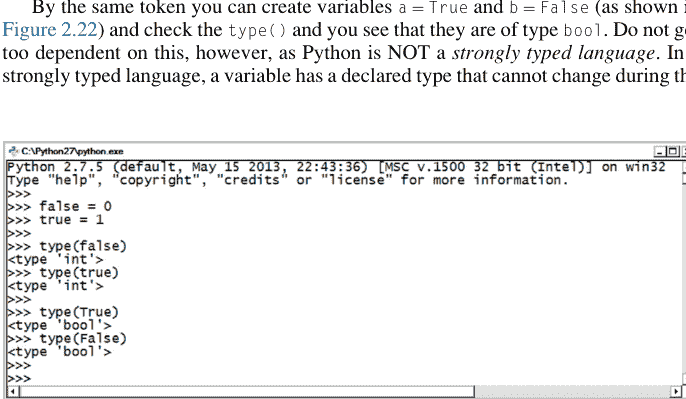 By the same token you can create variables a = True and b = False (as shown
Figure 2.22) and check the type() and you see that they are of type bool. Do not
too dependent on this, however, as Python is NOT a strongly typed language. In
strongly typed language, a variable has a declared type that cannot change during
C:\Python27\python.exe
Python 2.7.5 (default, May 15 2013, 22:43:36) [MSC v.1500 32 bit (Intel)] on win32
Type "help", "copyright", "credits" or "license" for more information.
>>>
>>> false = 0
>>> true = 1
>>>
>>> type(false)
<type 'int'>
>>> type(true)
<type 'int'>
>>>
>>> type(True)
<type 'bool'>
>>> type(False)
<type 'bool'>
>>>
>>>